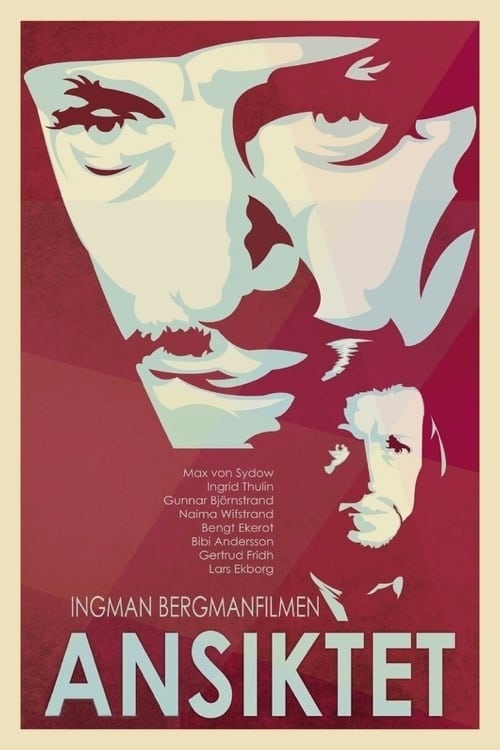 Max von Sydow
Ingrid Thulin
Gunnar Björnstrand
Naima Wifstrand
Bengt Ekerot
Bibi Andersson
Gertrud Fridh
Lars Ekborg
INGMAN BERGMANFILMEN
ANSIKTET